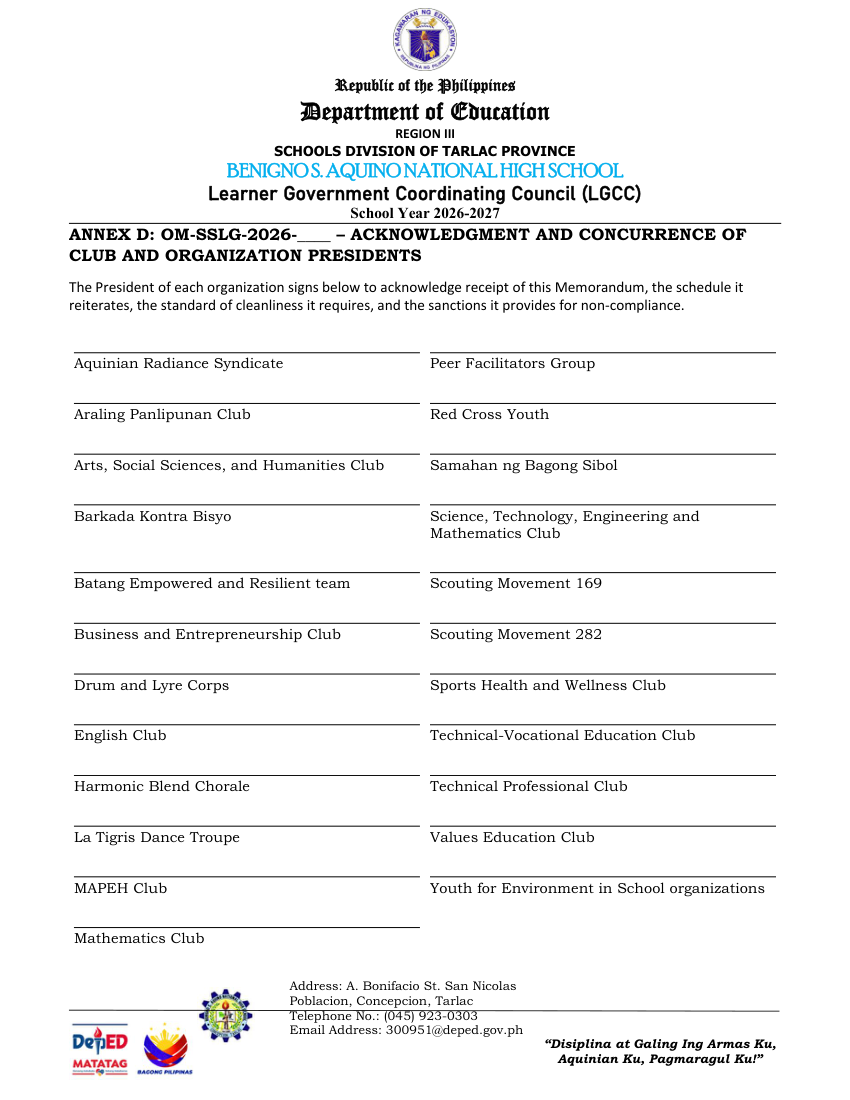 KAGAWARAN NG EDUKASYON
REPUBLIKA NG PILIPINAS
Republic of the Philippines
Department of Education
REGION III
SCHOOLS DIVISION OF TARLAC PROVINCE
BENIGNO S. AQUINO NATIONAL HIGH SCHOOL
Learner Government Coordinating Council (LGCC)
School Year 2026-2027
ANNEX D: OM-SSLG-2026-____ – ACKNOWLEDGMENT AND CONCURRENCE OF
CLUB AND ORGANIZATION PRESIDENTS
The President of each organization signs below to acknowledge receipt of this Memorandum, the schedule it
reiterates, the standard of cleanliness it requires, and the sanctions it provides for non-compliance.
Aquinian Radiance Syndicate
Peer Facilitators Group
Araling Panlipunan Club
Red Cross Youth
Arts, Social Sciences, and Humanities Club
Samahan ng Bagong Sibol
Barkada Kontra Bisyo
Science, Technology, Engineering and
Mathematics Club
Batang Empowered and Resilient team
Scouting Movement 169
Business and Entrepreneurship Club
Scouting Movement 282
Drum and Lyre Corps
Sports Health and Wellness Club
English Club
Technical-Vocational Education Club
Harmonic Blend Chorale
Technical Professional Club
La Tigris Dance Troupe
Values Education Club
MAPEH Club
Youth for Environment in School organizations
Mathematics Club
Address: A. Bonifacio St. San Nicolas
Poblacion, Concepcion, Tarlac
Telephone No.: (045) 923-0303
Email Address: 300951@deped.gov.ph
DepED
MATATAG
BAGONG PILIPINAS
“Disiplina at Galing Ing Armas Ku,
Aquinian Ku, Pagmaragul Ku!”